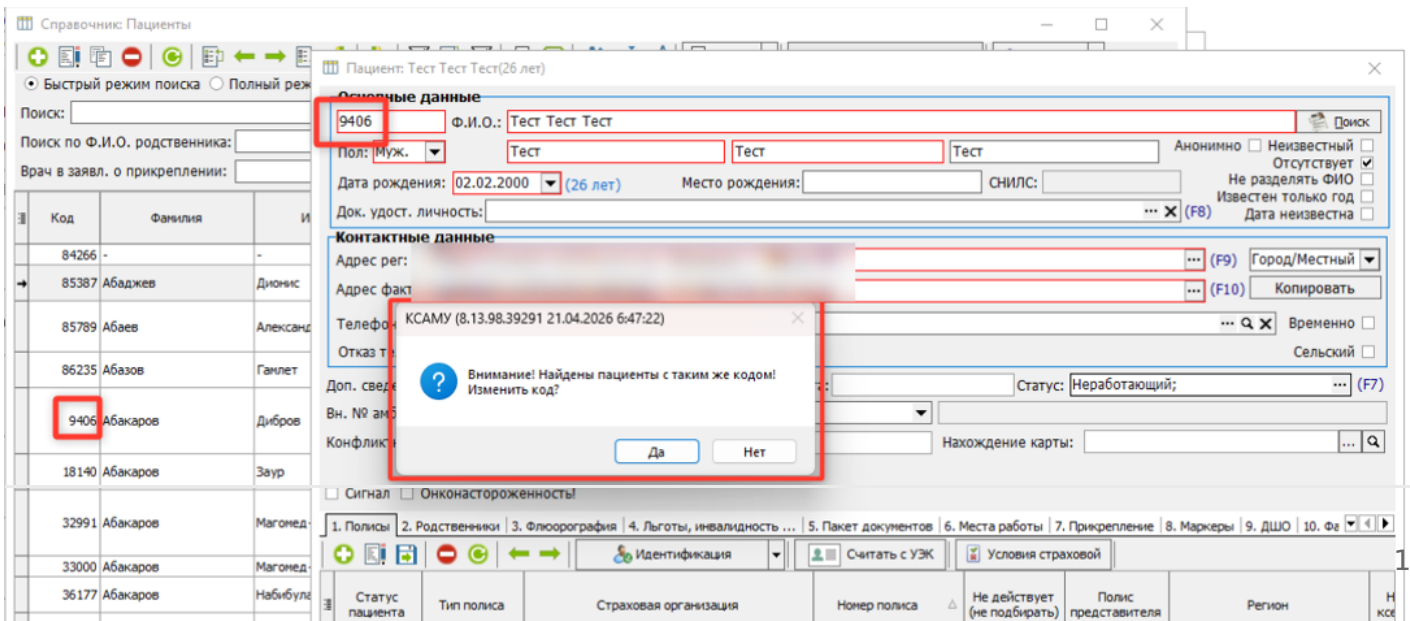 Справочник: Пациенты
Быстрый режим поиска Полный реж
Поиск:
Поиск по Ф.И.О. родственника:
Врач в заявл. о прикреплении:
Код Фамилия И
84266 - -
85387 Абаджев Дионис
85789 Абаев Александ
86235 Абазов Гамлет
9406 Абакаров Дибров
18140 Абакаров Заур
32991 Абакаров Магомед-
33000 Абакаров Магомед-
36177 Абакаров Набибула
Пациент: Тест Тест Тест(26 лет)
Основные данные
9406 Ф.И.О.: Тест Тест Тест Поиск
Пол: Муж. Тест Тест Тест Анонимно Неизвестный
Отсутствует
Дата рождения: 02.02.2000 (26 лет) Место рождения: СНИЛС: Не разделять ФИО
Известен только год
Док. удост. личность: ... X (F8) Дата неизвестна
Контактные данные
Адрес рег: ... (F9) Город/Местный
Адрес факт ... (F10) Копировать
Телефо ... X Временно
Отказ т Сельский
КСАМУ (8.13.98.39291 21.04.2026 6:47:22)
Внимание! Найдены пациенты с таким же кодом!
Изменить код?
Да Нет
Доп. свед а: Статус: Неработающий; ... (F7)
Вн. № амб
Конфликт Нахождение карты: ...
Сигнал Онконастороженность!
1. Полисы 2. Родственники 3. Флюорография 4. Льготы, инвалидность ... 5. Пакет документов 6. Места работы 7. Прикрепление 8. Маркеры 9. ДШО 10. Фа
Идентификация Считать с УЭК Условия страховой
1
Статус пациента Тип полиса Страховая организация Номер полиса Не действует (не подбирать) Полис представителя Регион Н ксе